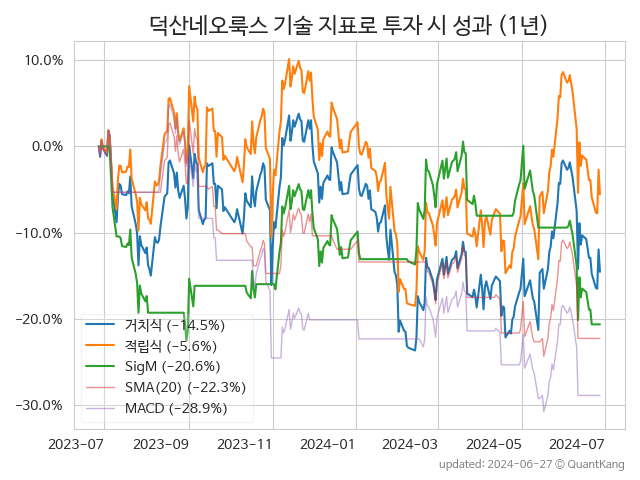 덕산네오룩스 기술 지표로 투자 시 성과 (1년)
10.0%
0.0%
−10.0%
−20.0%
−30.0%
거치식 (−14.5%)
적립식 (−5.6%)
SigM (−20.6%)
SMA(20) (−22.3%)
MACD (−28.9%)
2023−07 2023−09 2023−11 2024−01 2024−03 2024−05 2024−07
updated: 2024−06−27 © QuantKang